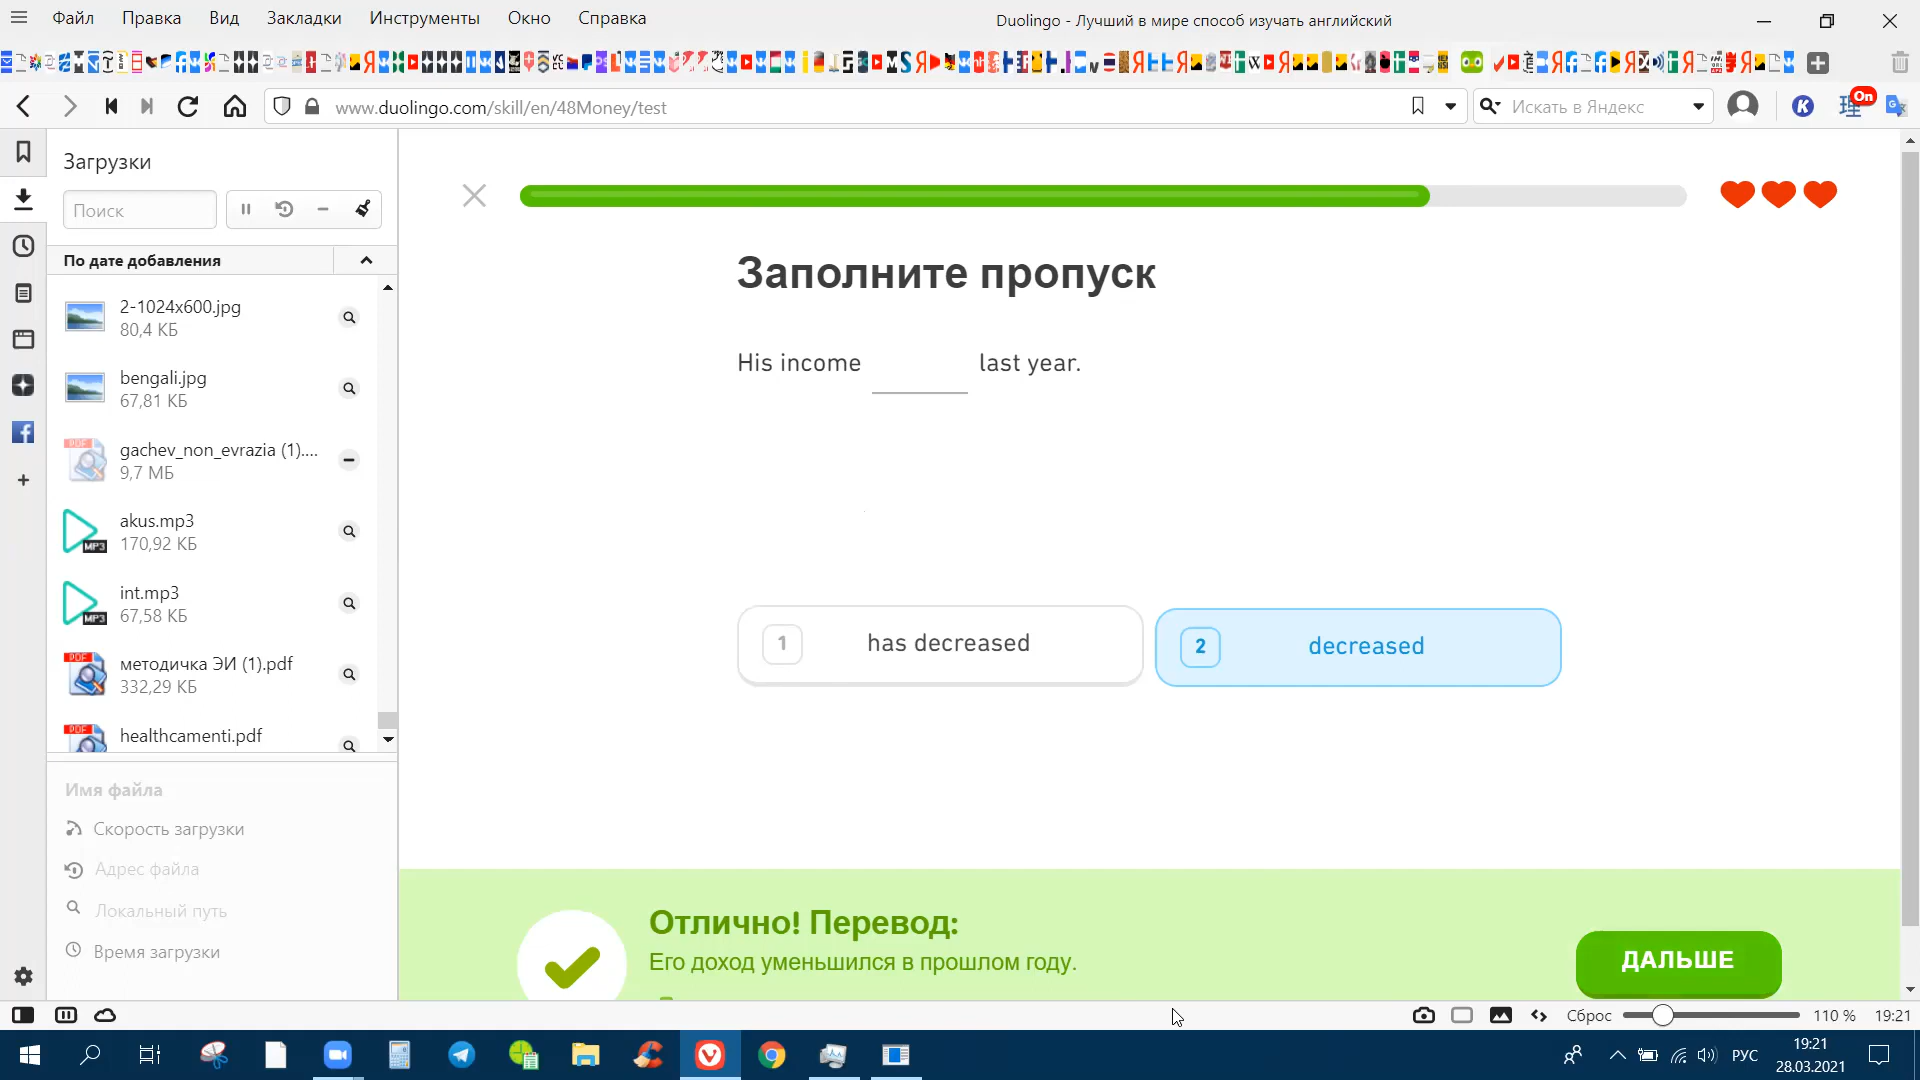 Файл Правка Вид Закладки Инструменты Окно Справка
Duolingo - Лучший в мире способ изучать английский
www.duolingo.com/skill/en/48Money/test
Искать в Яндекс
On
Загрузки
Поиск
По дате добавления
2-1024x600.jpg
80,4 КБ
bengali.jpg
67,81 КБ
gachev_non_evrazia (1)....
9,7 МБ
akus.mp3
170,92 КБ
int.mp3
67,58 КБ
методичка ЭИ (1).pdf
332,29 КБ
healthcamenti.pdf
Имя файла
Скорость загрузки
Адрес файла
Локальный путь
Время загрузки
Заполните пропуск
His income last year.
1 has decreased
2 decreased
Отлично! Перевод:
Его доход уменьшился в прошлом году.
ДАЛЬШЕ
Сброс 110 % 19:21
РУС
19:21
28.03.2021